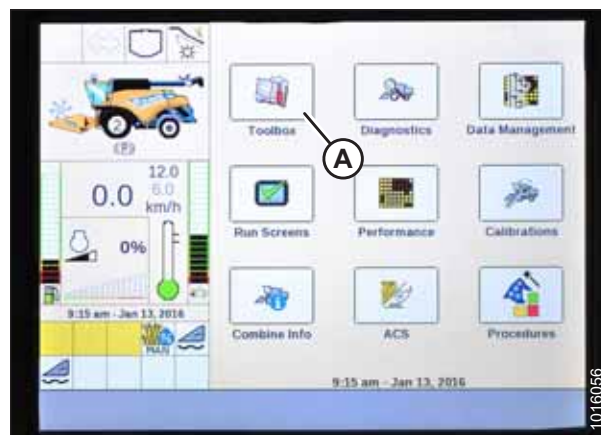 12.0
0.0
6.0
km/h
0%
9:15 am - Jan 13, 2016
MAN
Toolbox
Diagnostics
Data Management
A
Run Screens
Performance
Calibrations
Combine Info
ACS
Procedures
9:15 am - Jan 13, 2016
1016056